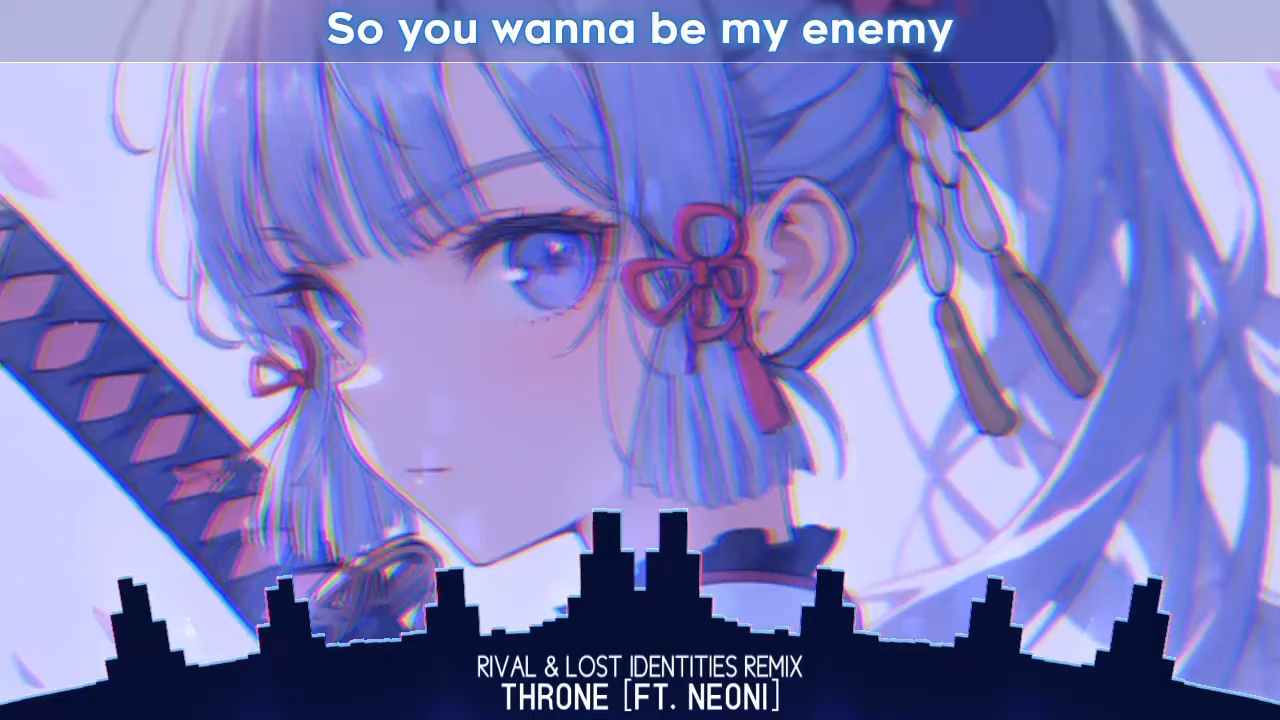 So you wanna be my enemy
RIVAL & LOST IDENTITIES REMIX
THRONE [FT. NEONI]